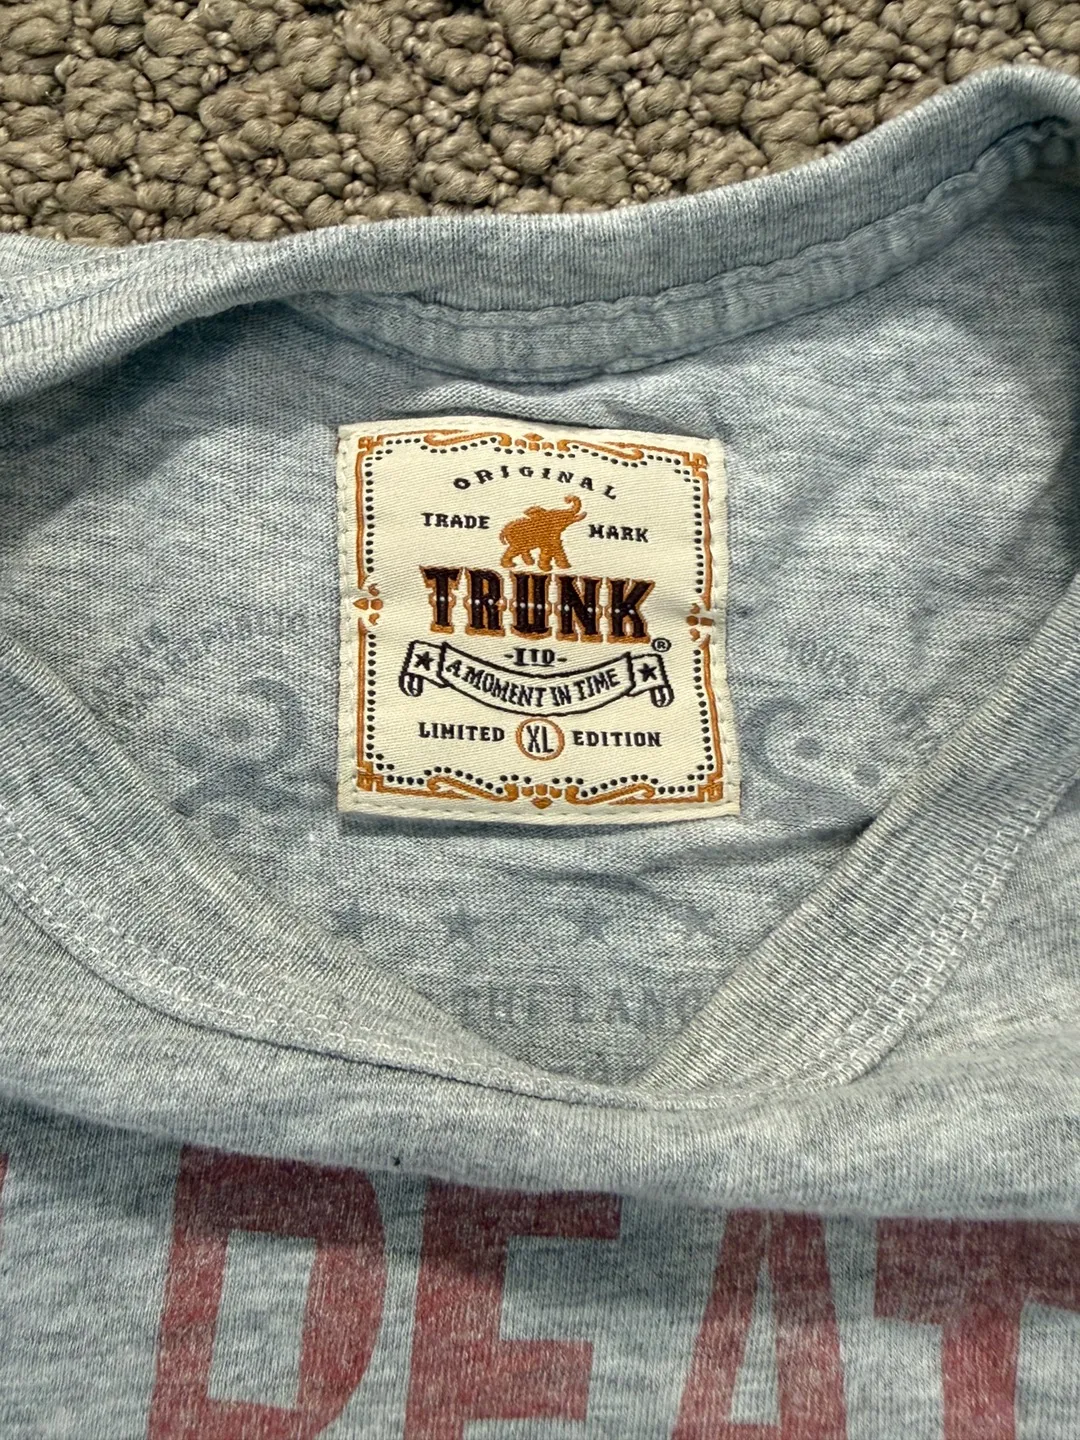 ORIGINAL
TRADE MARK
TRUNK ®
-LTD-
A MOMENT IN TIME
LIMITED XL EDITION
DEAT